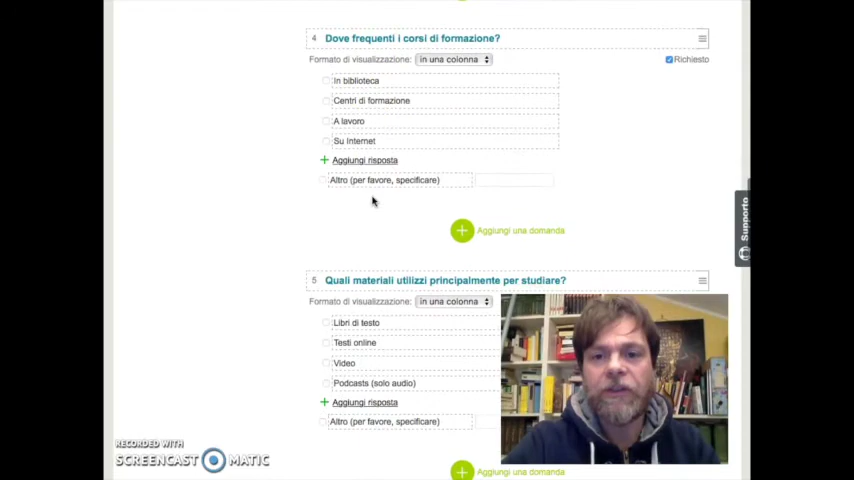 4 Dove frequenti i corsi di formazione?
Formato di visualizzazione: in una colonna
Richiesto
In biblioteca
Centri di formazione
A lavoro
Su Internet
+ Aggiungi risposta
Altro (per favore, specificare)
+ Aggiungi una domanda
Supporto
5 Quali materiali utilizzi principalmente per studiare?
Formato di visualizzazione: in una colonna
Libri di testo
Testi online
Video
Podcasts (solo audio)
+ Aggiungi risposta
Altro (per favore, specificare)
+ Aggiungi una domanda
RECORDED WITH
SCREENCAST MATIC